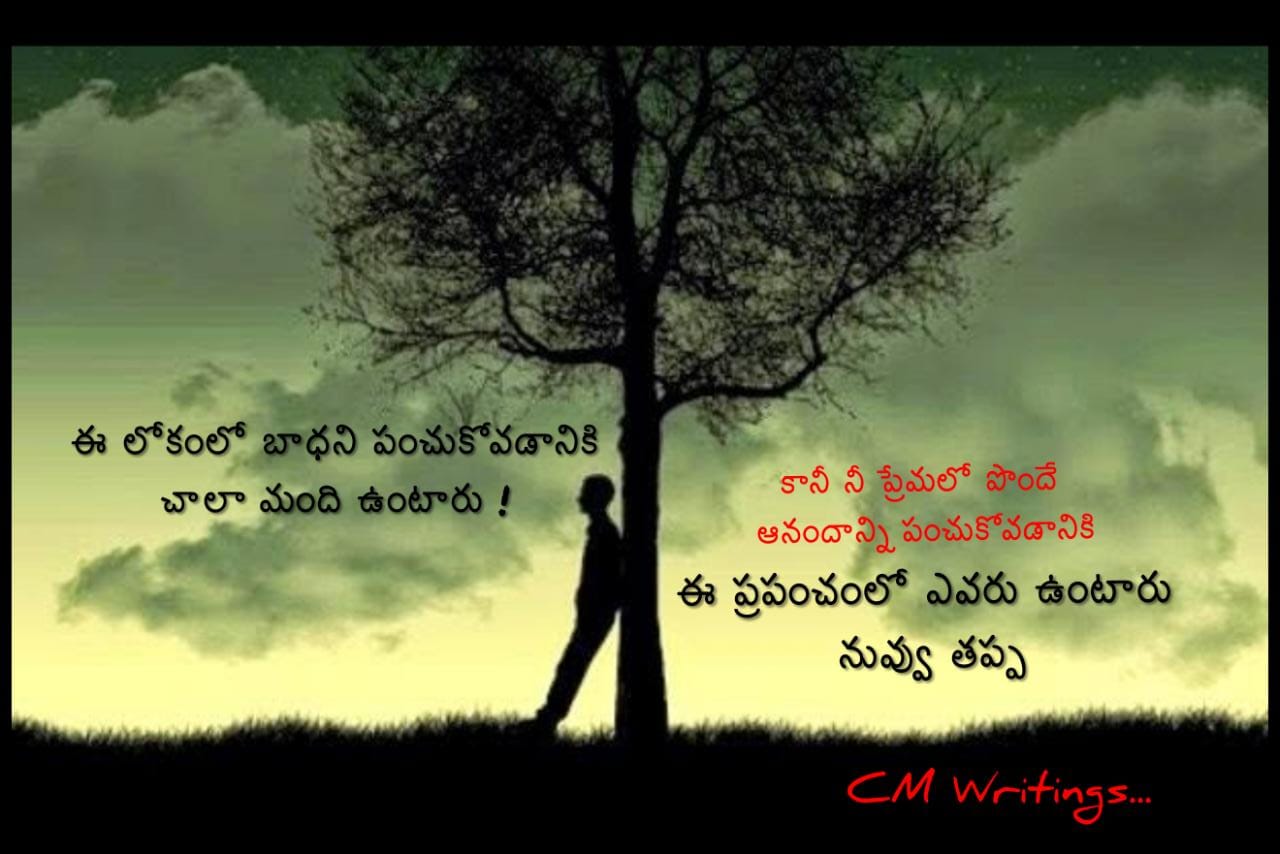 ఈ లోకంలో బాధని పంచుకోవడానికి
చాలా మంది ఉంటారు !
కానీ నీ ప్రేమలో పొందే
ఆనందాన్ని పంచుకోవడానికి
ఈ ప్రపంచంలో ఎవరు ఉంటారు
నువ్వు తప్ప
CM Writings...